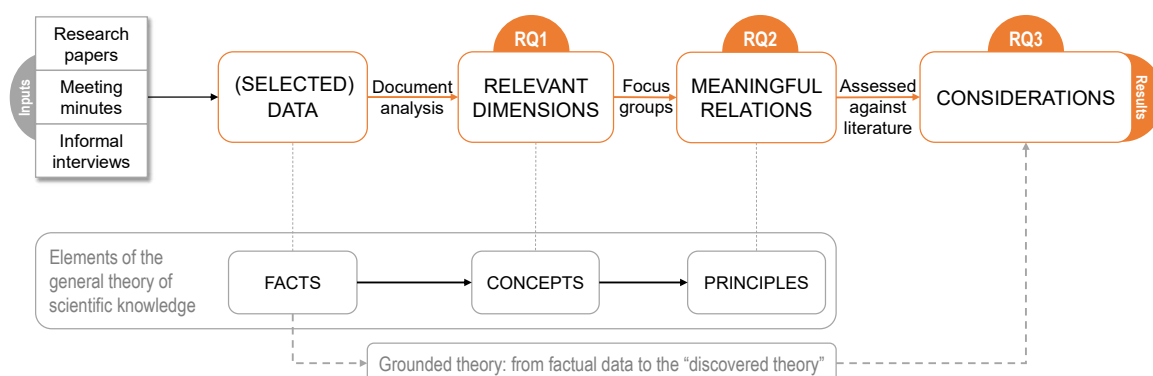 Inputs
Research
papers
Meeting
minutes
Informal
interviews
(SELECTED)
DATA
Document
analysis
RQ1
RELEVANT
DIMENSIONS
Focus
groups
RQ2
MEANINGFUL
RELATIONS
Assessed
against
literature
RQ3
CONSIDERATIONS
Results
Elements of the
general theory of
scientific knowledge
FACTS
CONCEPTS
PRINCIPLES
Grounded theory: from factual data to the “discovered theory”